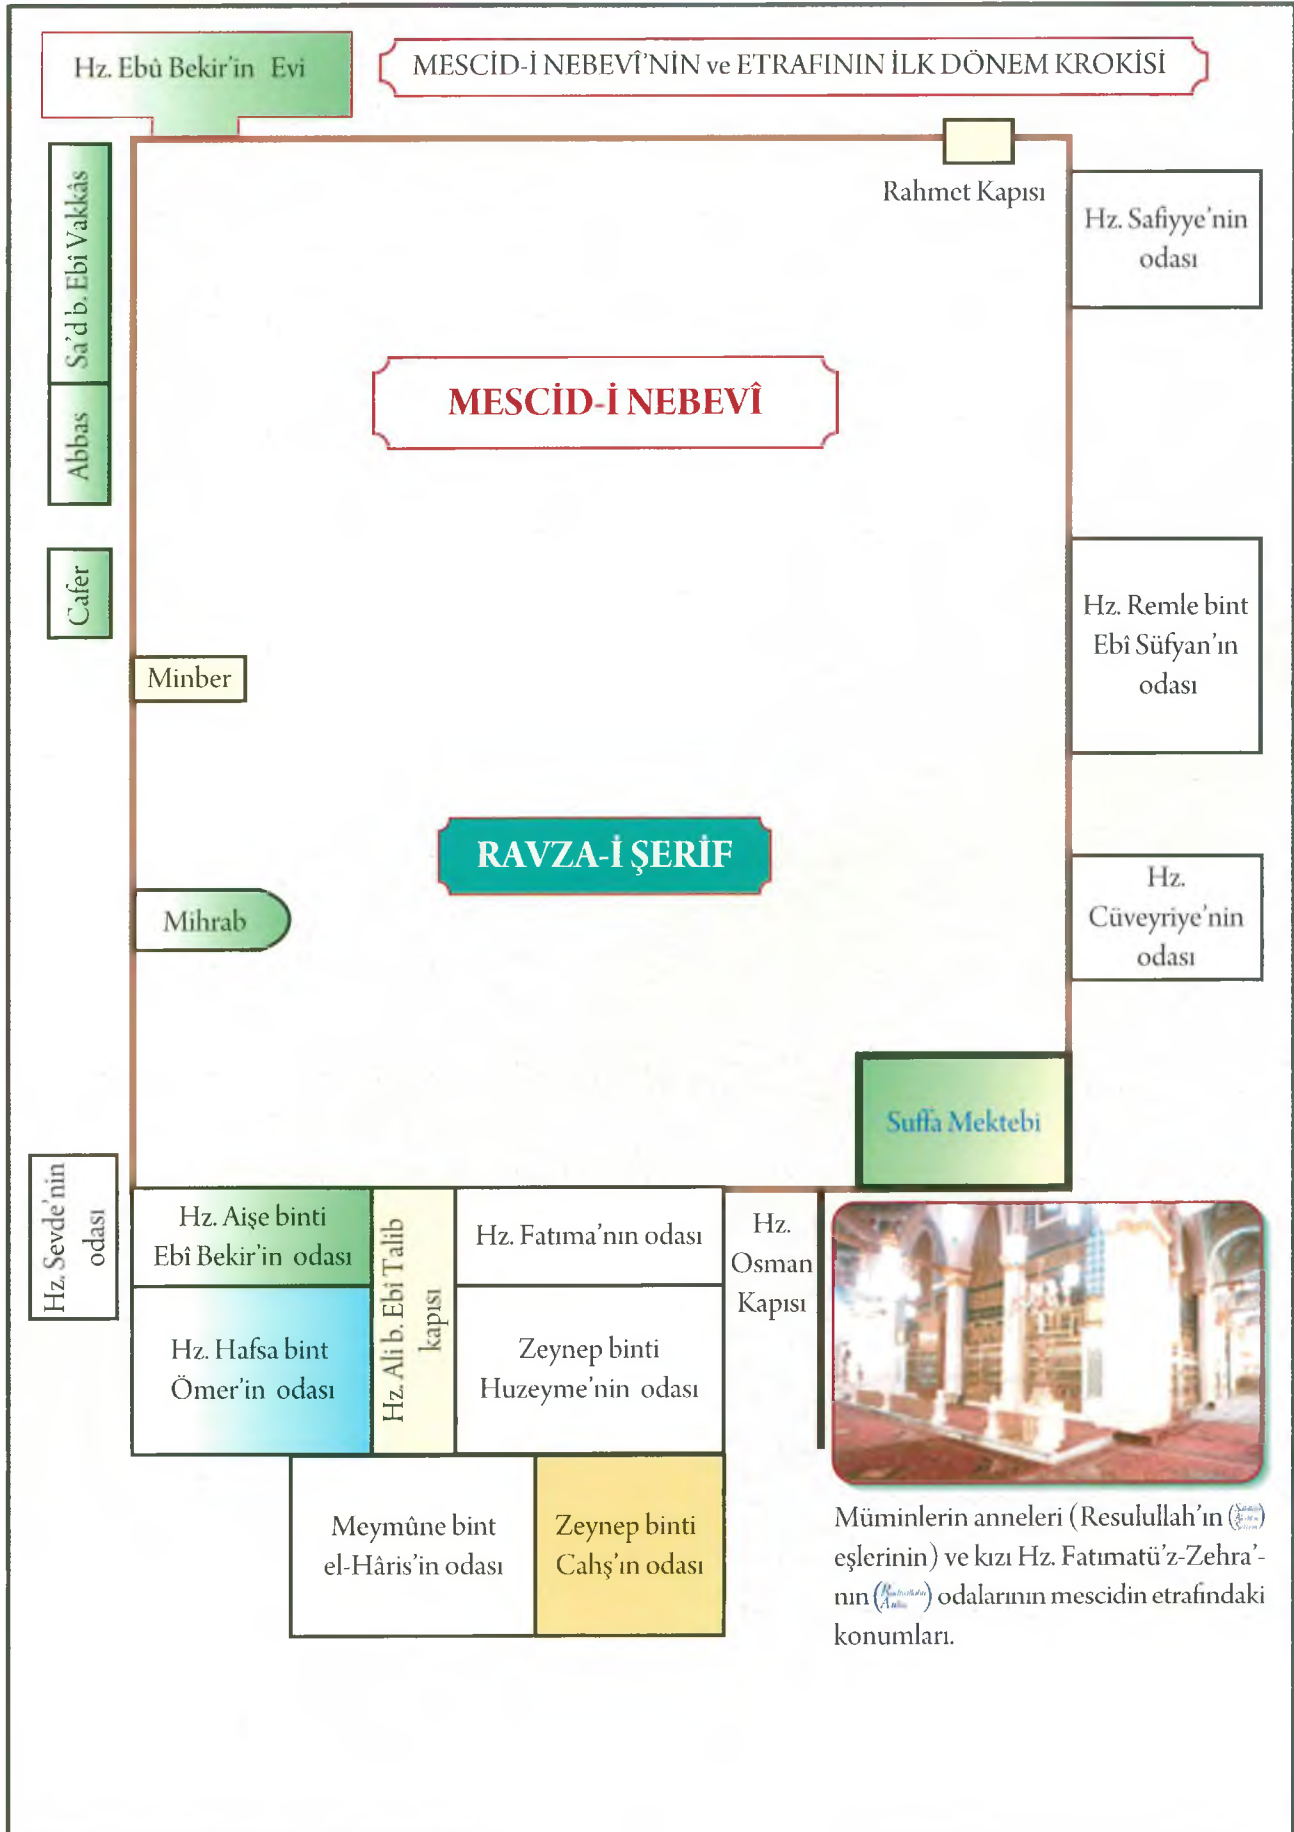 Hz. Ebû Bekir'in Evi
MESCİD-İ NEBEVÎ'NİN ve ETRAFININ İLK DÖNEM KROKİSİ
Rahmet Kapısı
Sa'd b. Ebî Vakkâs
Abbas
Cafer
Hz. Safiyye'nin
odası
MESCİD-İ NEBEVÎ
Hz. Remle bint
Ebî Süfyan'ın
odası
Minber
RAVZA-İ ŞERİF
Hz.
Cüveyriye'nin
odası
Mihrab
Suffa Mektebi
Hz. Sevde'nin
odası
Hz. Aişe binti
Ebî Bekir'in odası
Hz. Ali b. Ebî Talib
kapısı
Hz. Fatıma'nın odası
Hz.
Osman
Kapısı
Hz. Hafsa bint
Ömer'in odası
Zeynep binti
Huzeyme'nin odası
Meymûne bint
el-Hâris'in odası
Zeynep binti
Cahş'ın odası
Müminlerin anneleri (Resulullah'ın
eşlerinin) ve kızı Hz. Fatımatü'z-Zehra'-
nın odalarının mescidin etrafındaki
konumları.